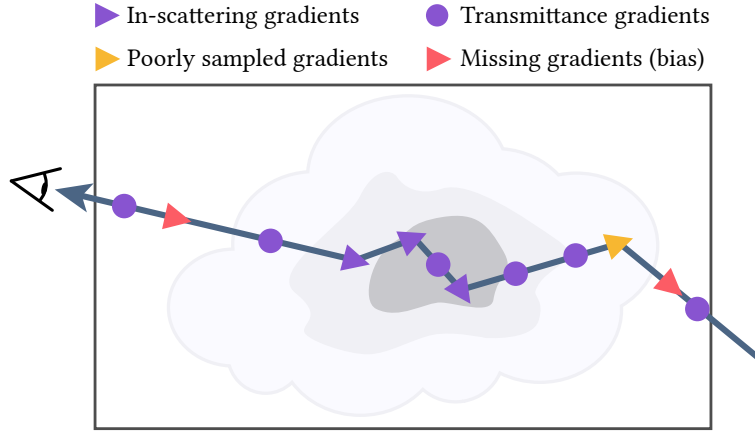 In-scattering gradients Transmittance gradients
Poorly sampled gradients Missing gradients (bias)